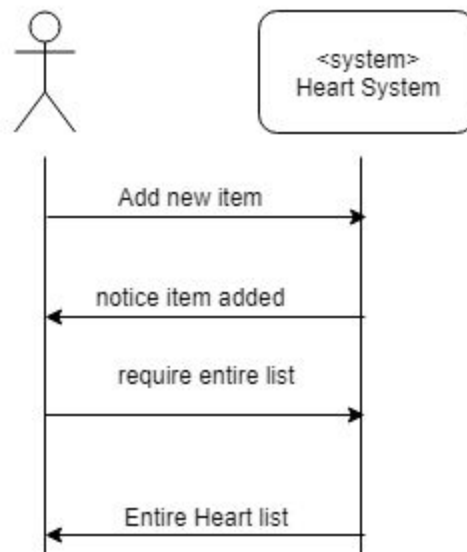 <system>
Heart System
Add new item
notice item added
require entire list
Entire Heart list